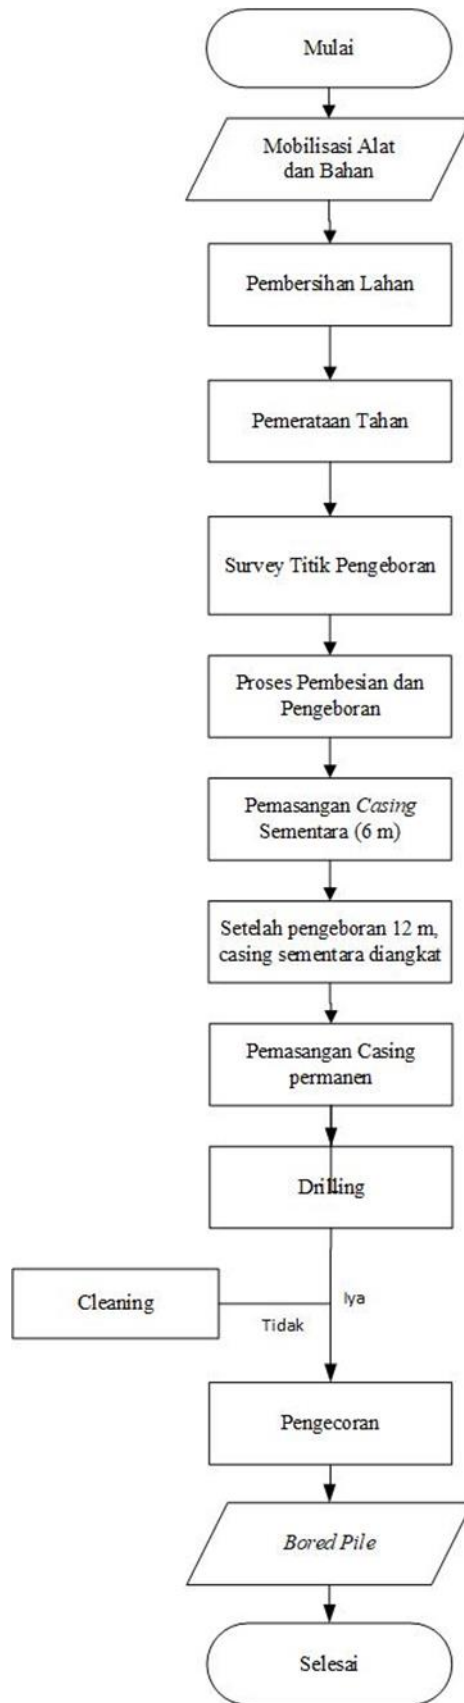 Mulai
Mobilisasi Alat
dan Bahan
Pembersihan Lahan
Pemerataan Tahan
Survey Titik Pengeboran
Proses Pembesian dan
Pengeboran
Pemasangan Casing
Sementara (6 m)
Setelah pengeboran 12 m,
casing sementara diangkat
Pemasangan Casing
permanen
Drilling
Cleaning
Iya
Tidak
Pengecoran
Bored Pile
Selesai